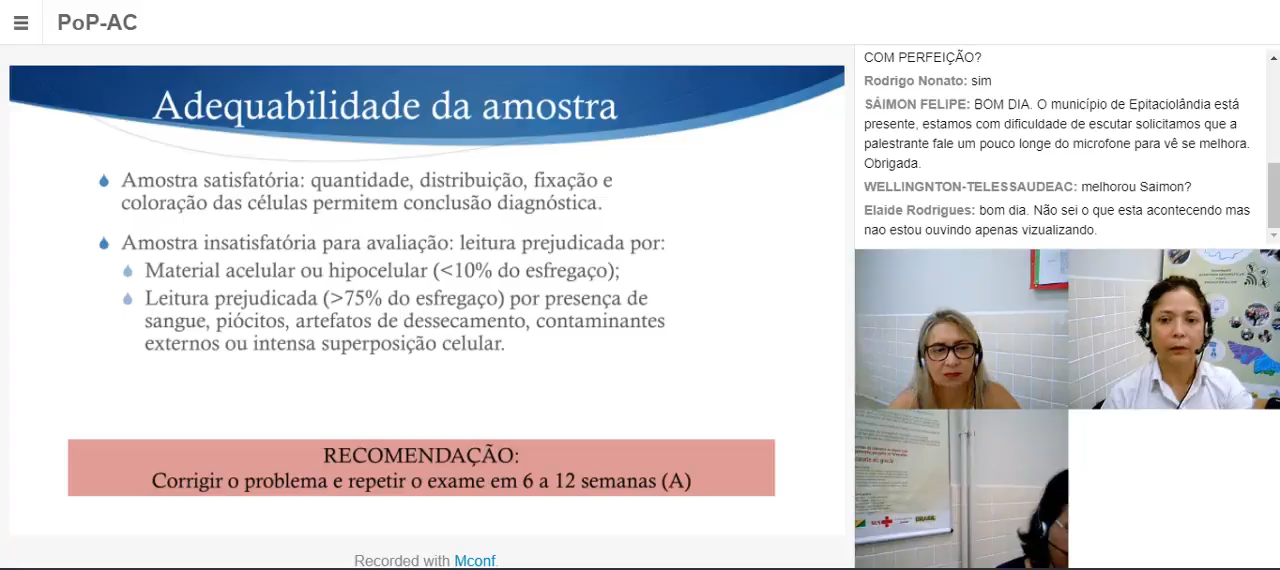 PoP-AC
Adequabilidade da amostra
Amostra satisfatória: quantidade, distribuição, fixação e
coloração das células permitem conclusão diagnóstica.
Amostra insatisfatória para avaliação: leitura prejudicada por:
Material acelular ou hipocelular (<10% do esfregaço);
Leitura prejudicada (>75% do esfregaço) por presença de
sangue, piócitos, artefatos de dessecamento, contaminantes
externos ou intensa superposição celular.
RECOMENDAÇÃO:
Corrigir o problema e repetir o exame em 6 a 12 semanas (A)
Recorded with Mconf.
COM PERFEIÇÃO?
Rodrigo Nonato: sim
SÁIMON FELIPE: BOM DIA. O município de Epitaciolândia está
presente, estamos com dificuldade de escutar solicitamos que a
palestrante fale um pouco longe do microfone para vê se melhora.
Obrigada.
WELLINGNTON-TELESSAUDEAC: melhorou Saimon?
Elaide Rodrigues: bom dia. Não sei o que esta acontecendo mas
nao estou ouvindo apenas vizualizando.